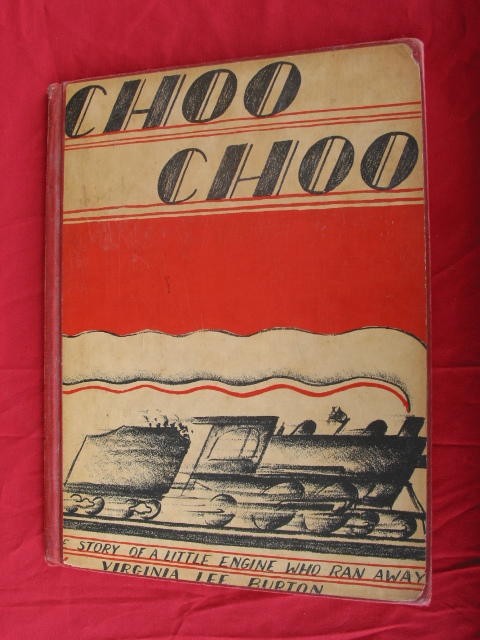 CHOO
CHOO
STORY OF A LITTLE ENGINE WHO RAN AWAY
VIRGINIA LEE BURTON